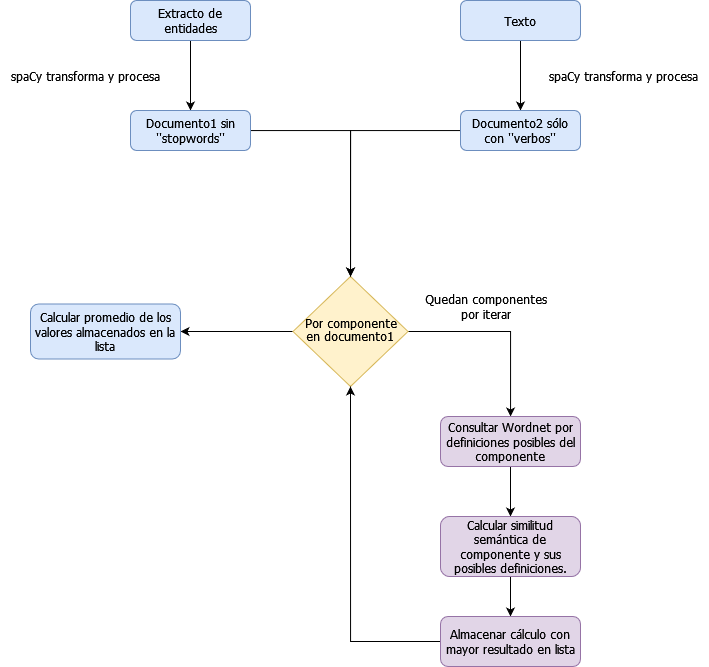 Extracto de
entidades
Texto
spaCy transforma y procesa
spaCy transforma y procesa
Documento1 sin
"stopwords"
Documento2 sólo
con "verbos"
Quedan componentes
por iterar
Calcular promedio de los
valores almacenados en la
lista
Por componente
en documento1
Consultar Wordnet por
definiciones posibles del
componente
Calcular similitud
semántica de
componente y sus
posibles definiciones.
Almacenar cálculo con
mayor resultado en lista